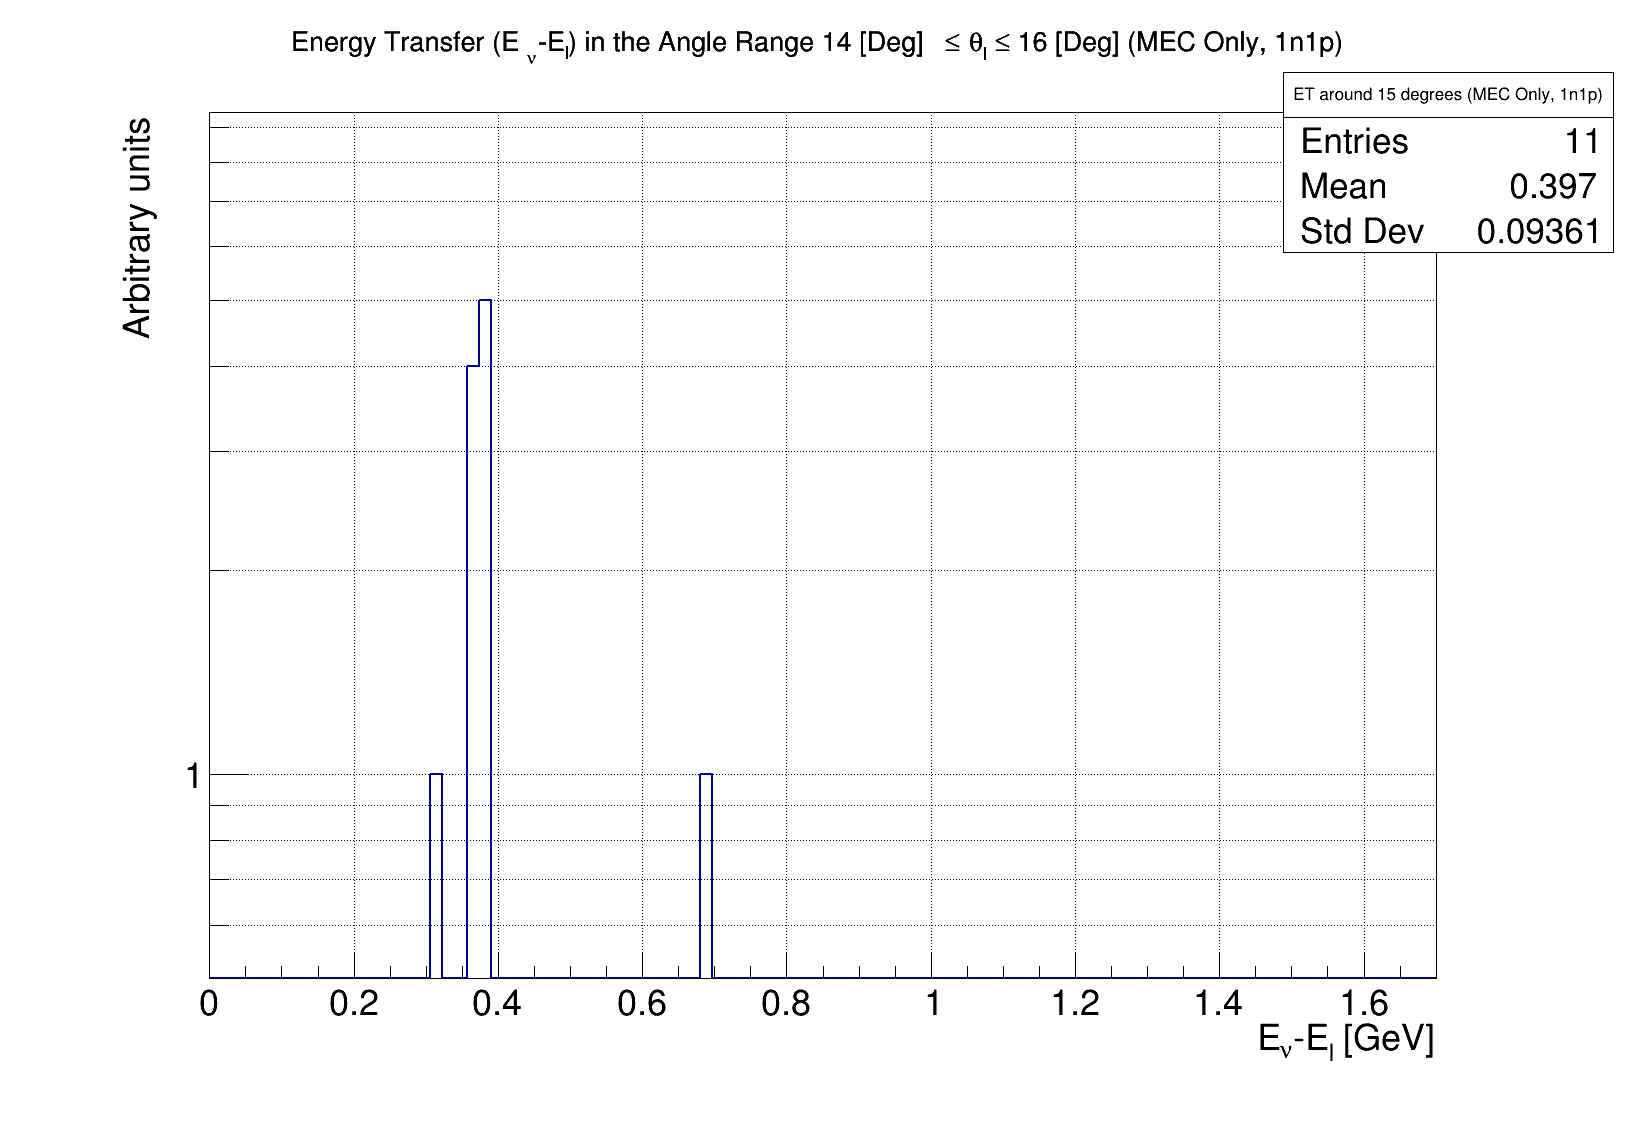 Energy Transfer (E ν-El) in the Angle Range 14 [Deg] ≤ θl ≤ 16 [Deg] (MEC Only, 1n1p)
ET around 15 degrees (MEC Only, 1n1p)
Entries 11
Mean 0.397
Std Dev 0.09361
Arbitrary units
1
0 0.2 0.4 0.6 0.8 1 1.2 1.4 1.6
Eν-El [GeV]